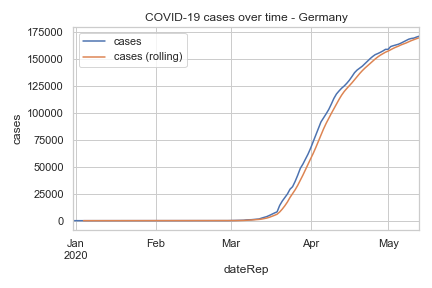 COVID-19 cases over time - Germany
cases
cases (rolling)
175000
150000
125000
100000
75000
50000
25000
0
cases
Jan
2020
Feb
Mar
Apr
May
dateRep